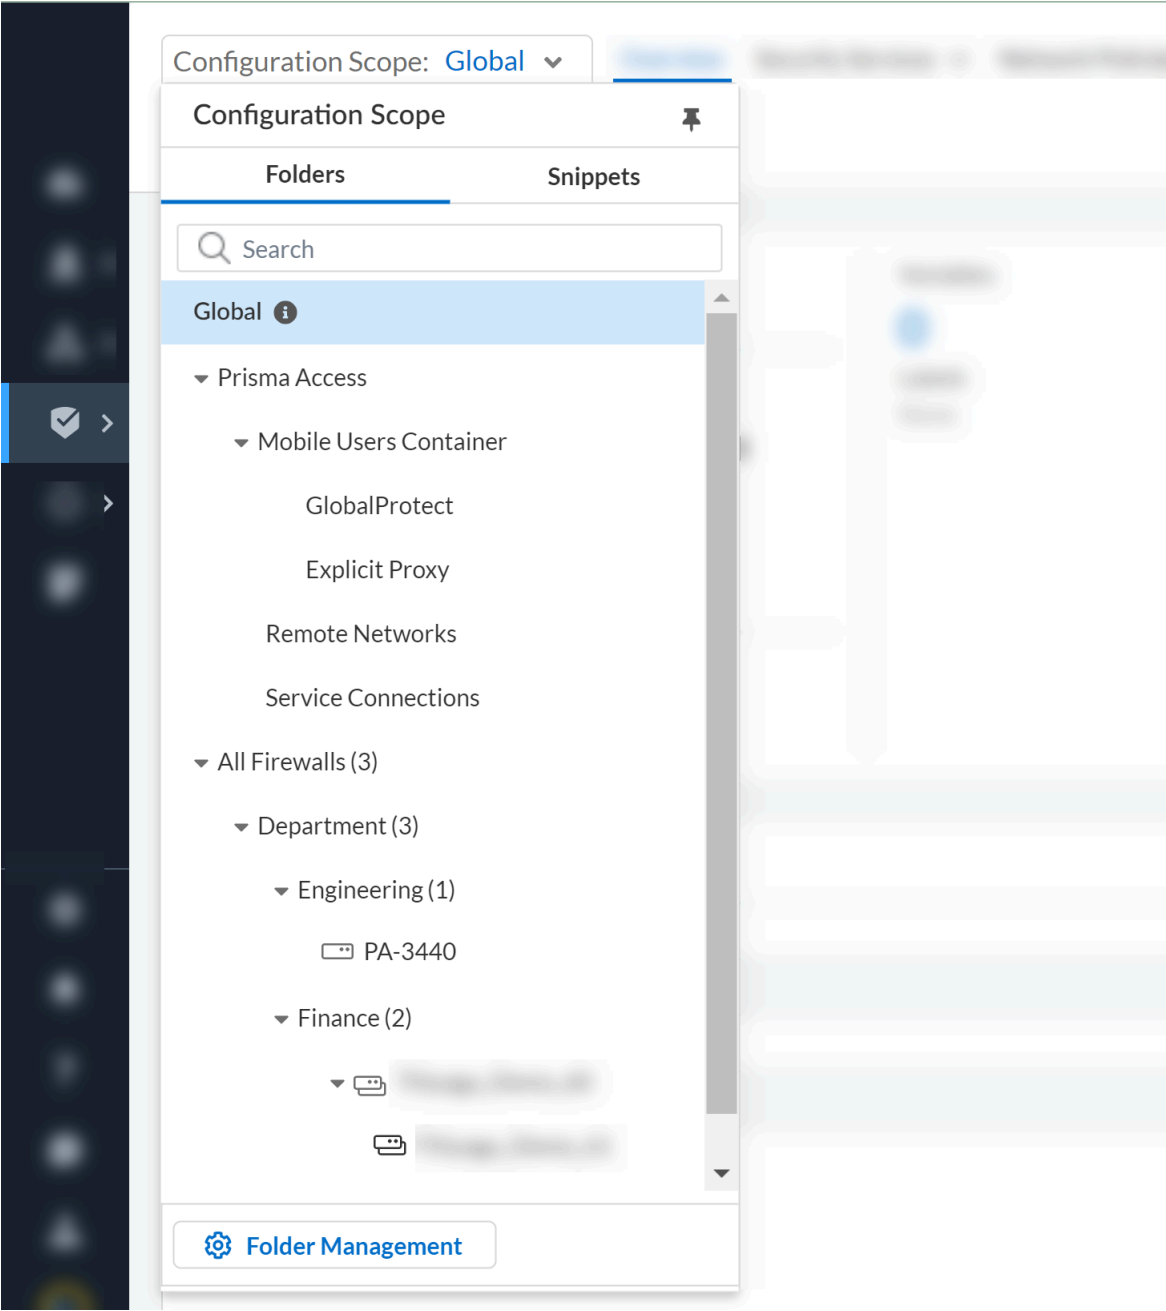 Configuration Scope: Global
Configuration Scope
Folders
Snippets
Search
Global
Prisma Access
Mobile Users Container
GlobalProtect
Explicit Proxy
Remote Networks
Service Connections
All Firewalls (3)
Department (3)
Engineering (1)
PA-3440
Finance (2)
Folder Management